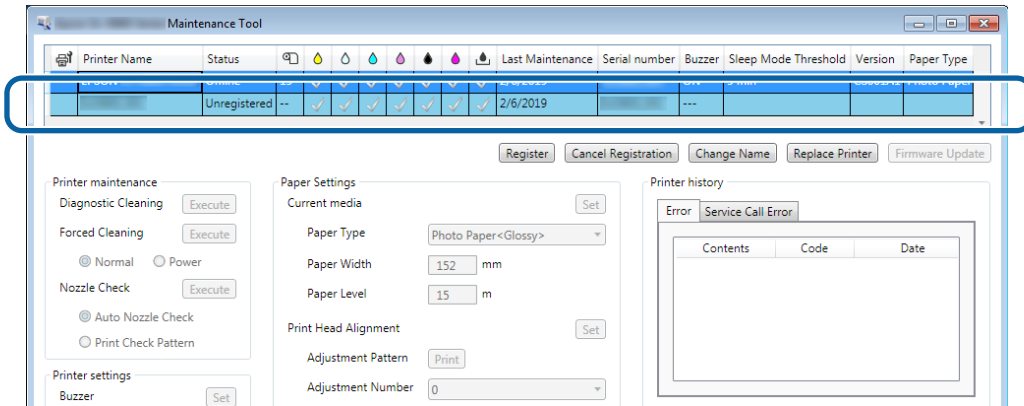 Maintenance Tool
Printer Name Status Last Maintenance Serial number Buzzer Sleep Mode Threshold Version Paper Type
Unregistered -- 2/6/2019 ---
Register Cancel Registration Change Name Replace Printer Firmware Update
Printer maintenance Paper Settings Printer history
Diagnostic Cleaning Execute Current media Set Error Service Call Error
Forced Cleaning Execute Paper Type Photo Paper<Glossy>
Normal Power Paper Width 152 mm Contents Code Date
Nozzle Check Execute Paper Level 15 m
Auto Nozzle Check Print Head Alignment Set
Print Check Pattern Adjustment Pattern Print
Printer settings Adjustment Number 0
Buzzer Set